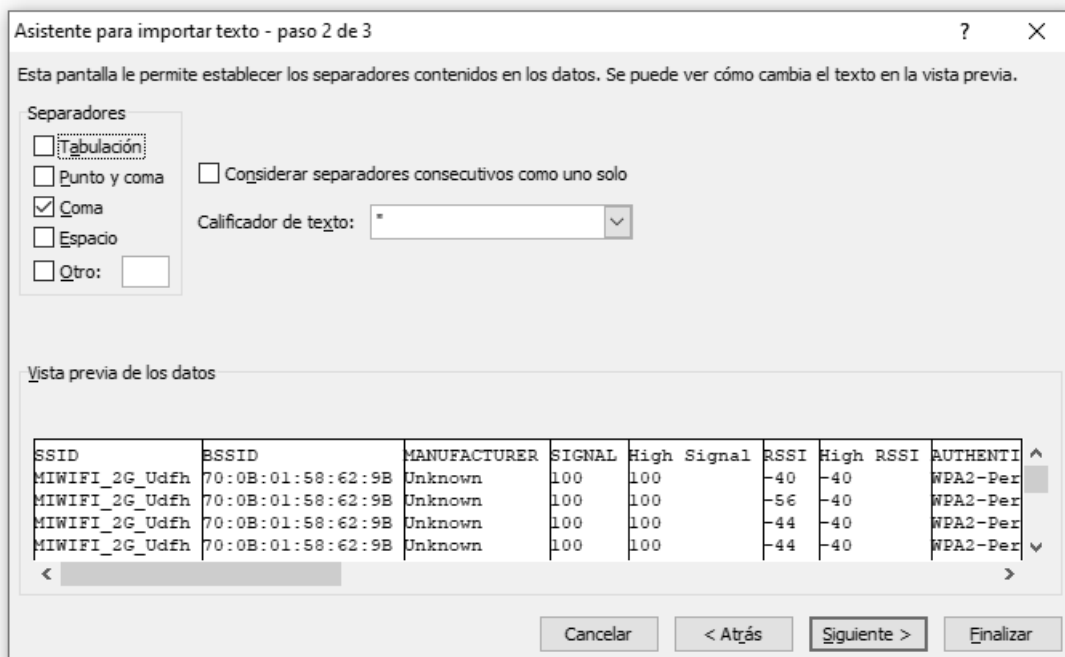 Asistente para importar texto - paso 2 de 3
Esta pantalla le permite establecer los separadores contenidos en los datos. Se puede ver cómo cambia el texto en la vista previa.
Separadores
Tabulación
Punto y coma
Coma
Espacio
Otro:
Considerar separadores consecutivos como uno solo
Calificador de texto: "
Vista previa de los datos
SSID BSSID MANUFACTURER SIGNAL High Signal RSSI High RSSI AUTHENTI
MIWIFI_2G_Udfh 70:0B:01:58:62:9B Unknown 100 100 -40 -40 WPA2-Per
MIWIFI_2G_Udfh 70:0B:01:58:62:9B Unknown 100 100 -56 -40 WPA2-Per
MIWIFI_2G_Udfh 70:0B:01:58:62:9B Unknown 100 100 -44 -40 WPA2-Per
MIWIFI_2G_Udfh 70:0B:01:58:62:9B Unknown 100 100 -44 -40 WPA2-Per
Cancelar < Atrás Siguiente > Finalizar